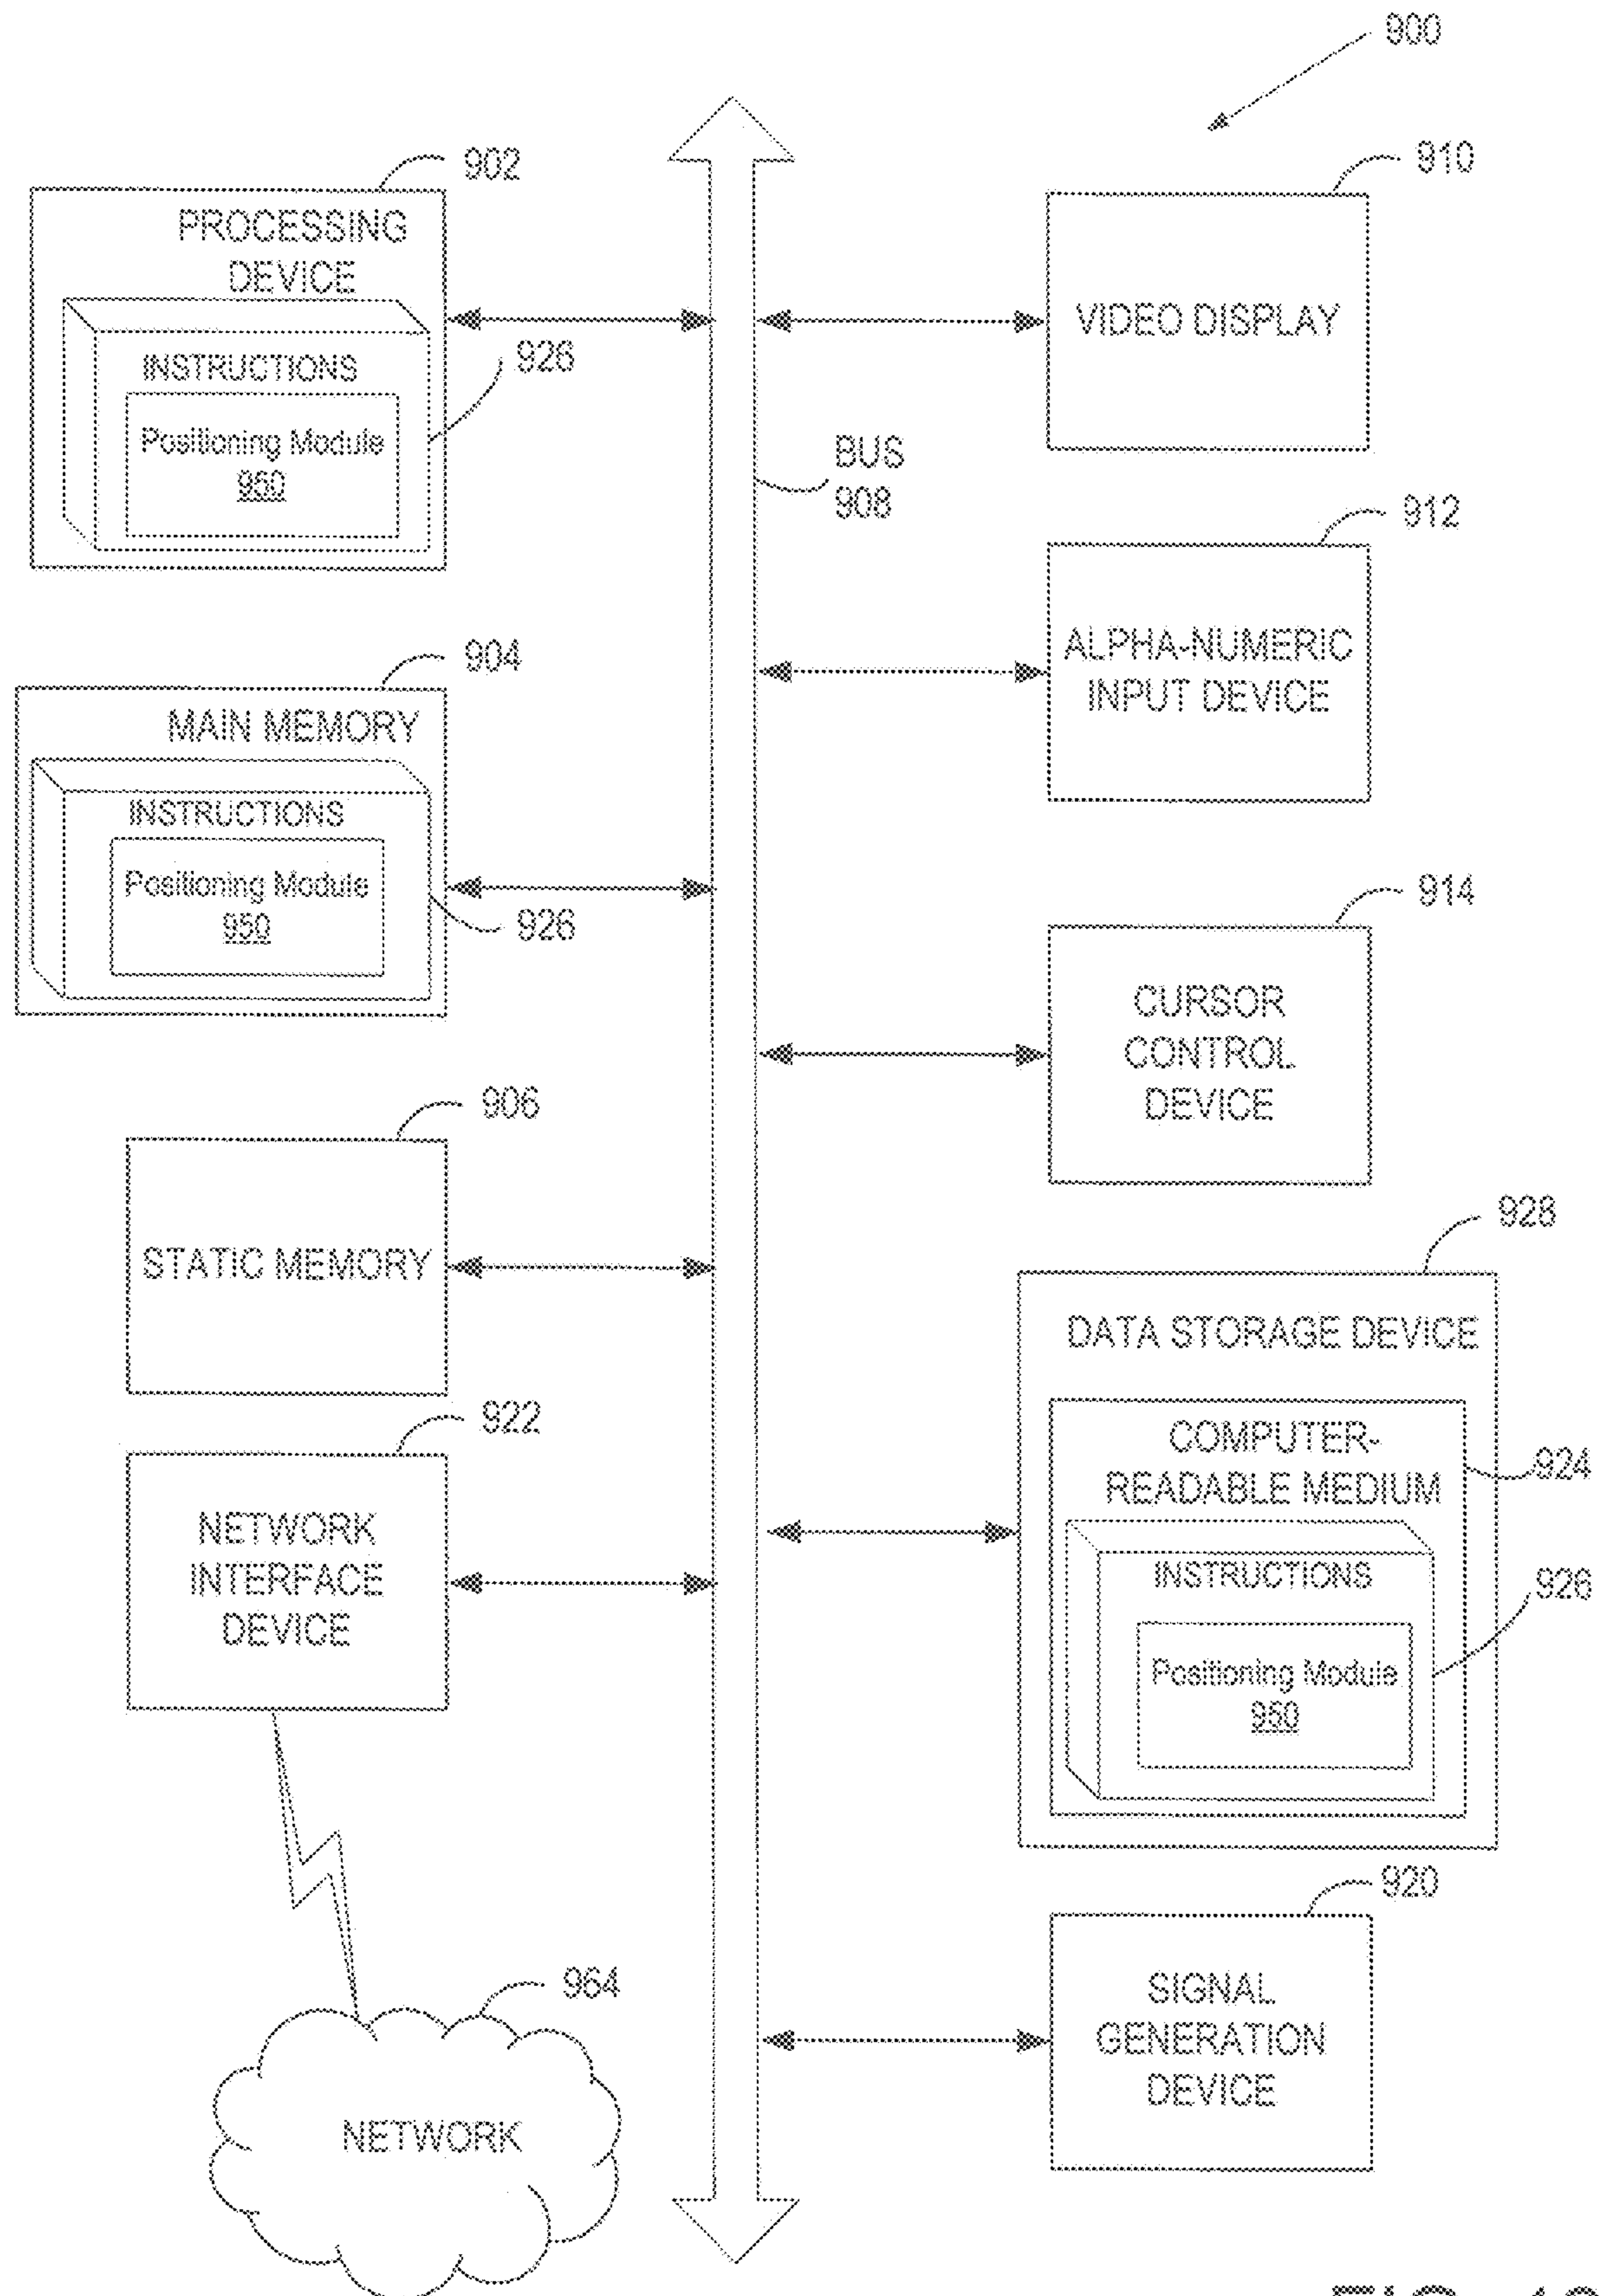 900
902
PROCESSING
DEVICE
INSTRUCTIONS
Positioning Module
950
926
910
VIDEO DISPLAY
BUS
908
912
ALPHA-NUMERIC
INPUT DEVICE
904
MAIN MEMORY
INSTRUCTIONS
Positioning Module
950
926
914
CURSOR
CONTROL
DEVICE
906
STATIC MEMORY
928
DATA STORAGE DEVICE
COMPUTER-
READABLE MEDIUM
924
INSTRUCTIONS
926
Positioning Module
950
922
NETWORK
INTERFACE
DEVICE
920
SIGNAL
GENERATION
DEVICE
964
NETWORK